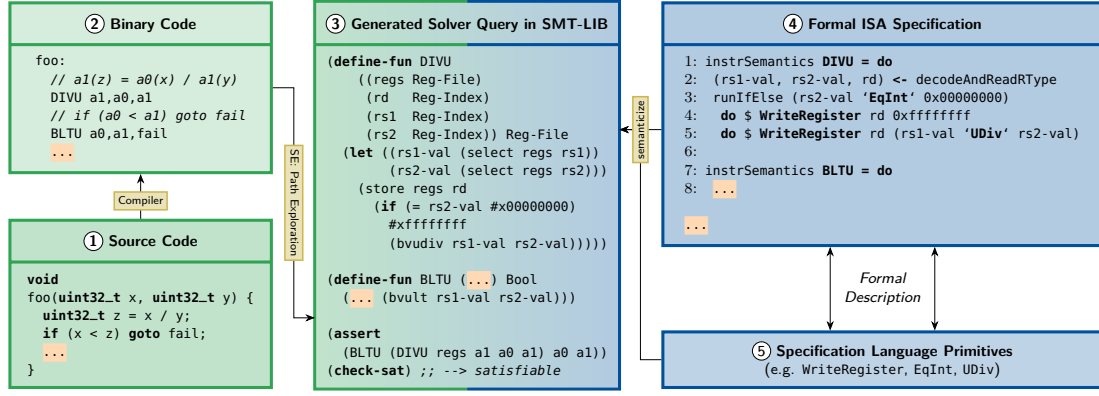 ② Binary Code
foo:
// a1(z) = a0(x) / a1(y)
DIVU a1,a0,a1
// if (a0 < a1) goto fail
BLTU a0,a1,fail
...
Compiler
① Source Code
void
foo(uint32_t x, uint32_t y) {
uint32_t z = x / y;
if (x < z) goto fail;
...
}
SE: Path Exploration
③ Generated Solver Query in SMT-LIB
(define-fun DIVU
((regs Reg-File)
(rd Reg-Index)
(rs1 Reg-Index)
(rs2 Reg-Index)) Reg-File
(let ((rs1-val (select regs rs1))
(rs2-val (select regs rs2)))
(store regs rd
(if (= rs2-val #x00000000)
#xffffffff
(bvudiv rs1-val rs2-val)))))
(define-fun BLTU (...) Bool
(... (bvult rs1-val rs2-val)))
(assert
(BLTU (DIVU regs a1 a0 a1) a0 a1))
(check-sat) ;; --> satisfiable
semanticize
④ Formal ISA Specification
1: instrSemantics DIVU = do
2: (rs1-val, rs2-val, rd) <- decodeAndReadRType
3: runIfElse (rs2-val ‘EqInt‘ 0x00000000)
4: do $ WriteRegister rd 0xffffffff
5: do $ WriteRegister rd (rs1-val ‘UDiv‘ rs2-val)
6:
7: instrSemantics BLTU = do
8: ...
...
Formal
Description
⑤ Specification Language Primitives
(e.g. WriteRegister, EqInt, UDiv)